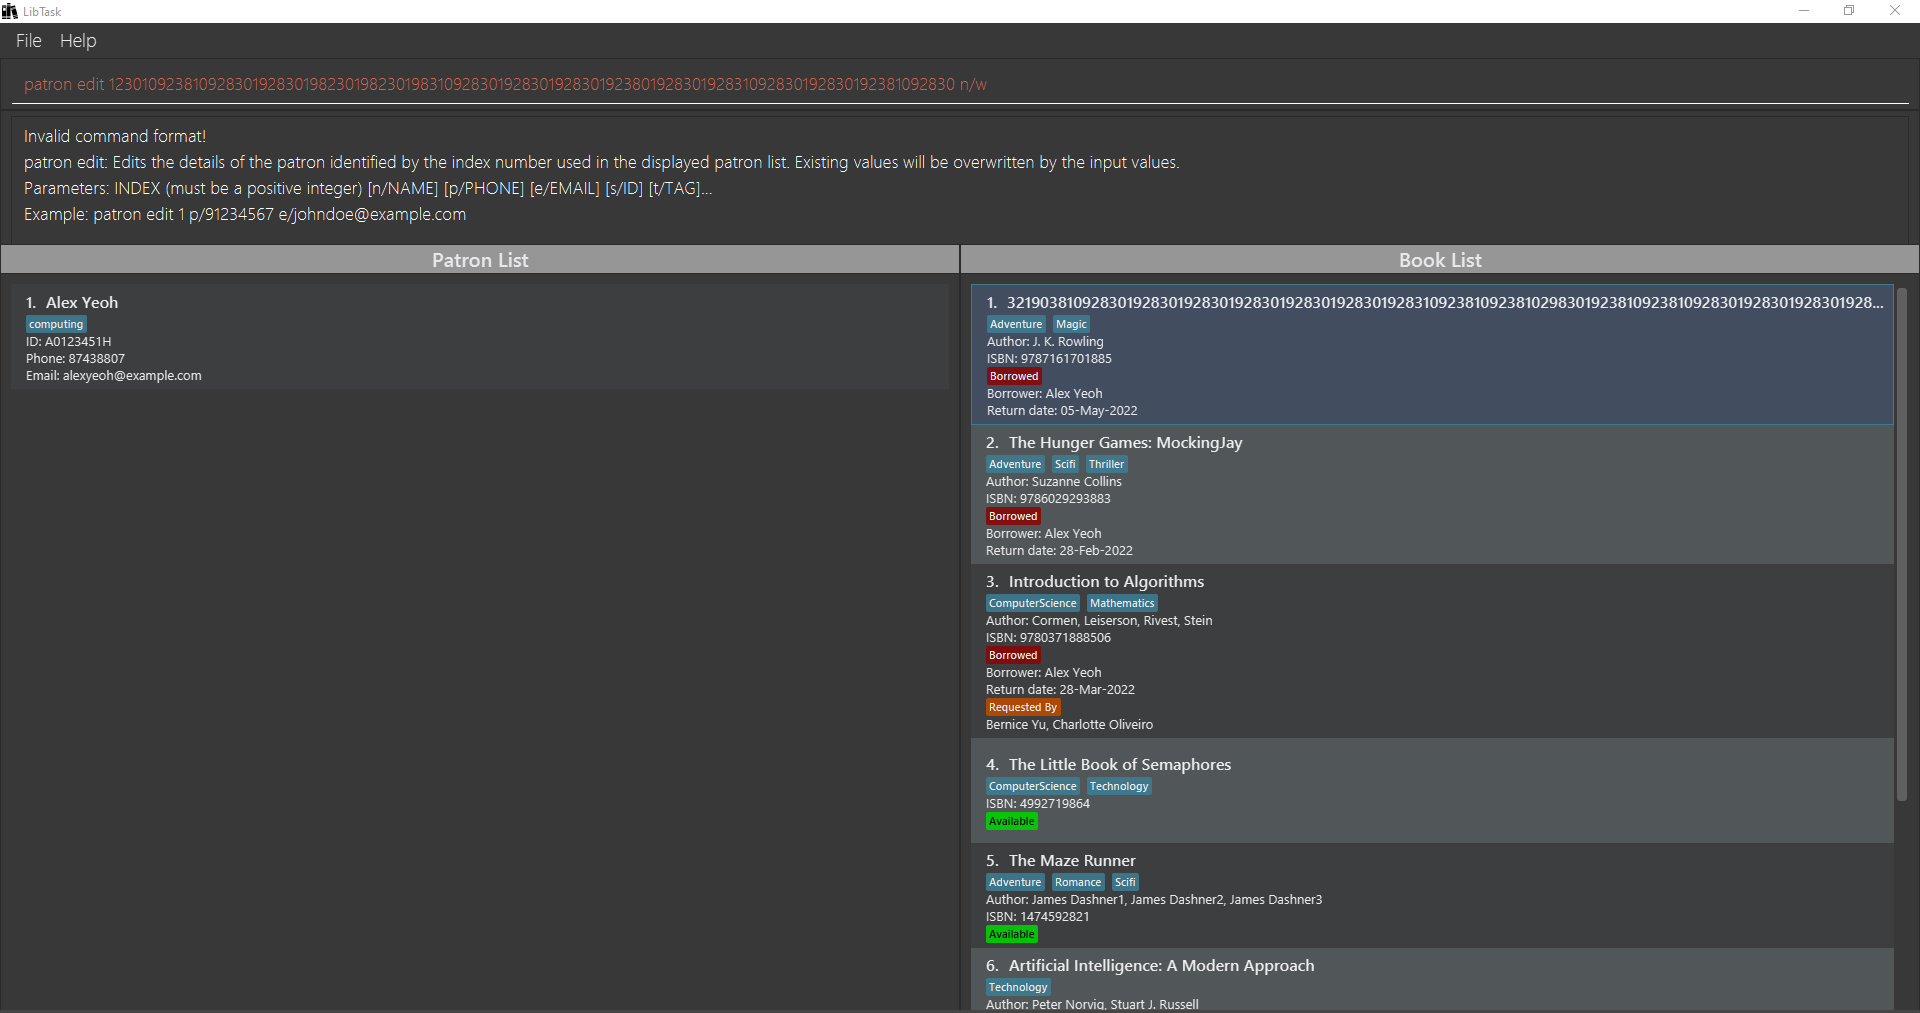 LibTask
File Help
patron edit 12301092381092830192830198230198230198310928301928301928301923801928301928310928301928301923810928​30 n/w
Invalid command format!
patron edit: Edits the details of the patron identified by the index number used in the displayed patron list. Existing values will be overwritten by the input values.
Parameters: INDEX (must be a positive integer) [n/NAME] [p/PHONE] [e/EMAIL] [s/ID] [t/TAG]...
Example: patron edit 1 p/91234567 e/johndoe@example.com
Patron List
1. Alex Yeoh
computing
ID: A0123451H
Phone: 87438807
Email: alexyeoh@example.com
Book List
1. 321903810928301928301928301928301928301928301928310923810923810298301923810923810928301928301928301928...
Adventure Magic
Author: J. K. Rowling
ISBN: 9787161701885
Borrowed
Borrower: Alex Yeoh
Return date: 05-May-2022
2. The Hunger Games: MockingJay
Adventure Scifi Thriller
Author: Suzanne Collins
ISBN: 9786029293883
Borrowed
Borrower: Alex Yeoh
Return date: 28-Feb-2022
3. Introduction to Algorithms
ComputerScience Mathematics
Author: Cormen, Leiserson, Rivest, Stein
ISBN: 9780371888506
Borrowed
Borrower: Alex Yeoh
Return date: 28-Mar-2022
Requested By
Bernice Yu, Charlotte Oliveiro
4. The Little Book of Semaphores
ComputerScience Technology
ISBN: 4992719864
Available
5. The Maze Runner
Adventure Romance Scifi
Author: James Dashner1, James Dashner2, James Dashner3
ISBN: 1474592821
Available
6. Artificial Intelligence: A Modern Approach
Technology
Author: Peter Norvig, Stuart J. Russell